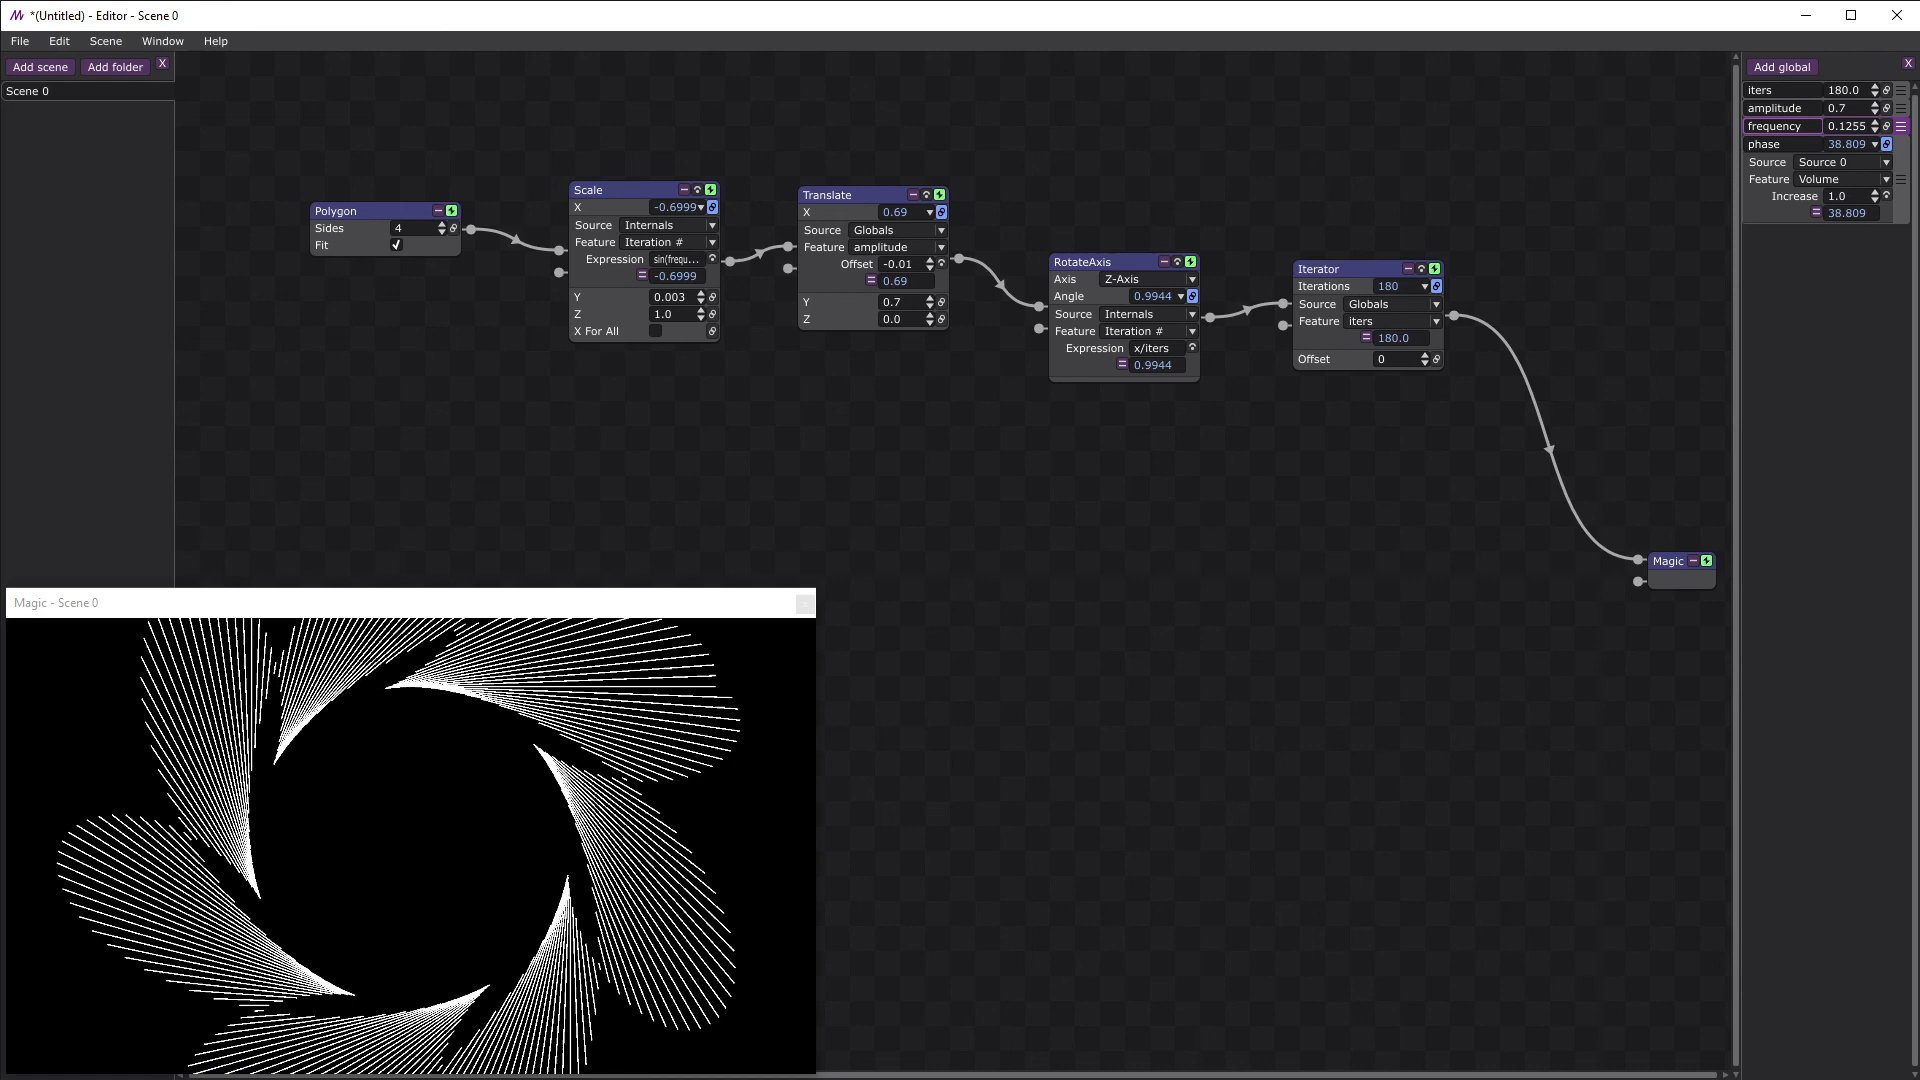 *(Untitled) - Editor - Scene 0
File Edit Scene Window Help
Add scene Add folder X
Scene 0
Polygon
Sides 4
Fit
Scale
X -0.6999
Source Internals
Feature Iteration #
Expression sin(frequ...
= -0.6999
Y 0.003
Z 1.0
X For All
Translate
X 0.69
Source Globals
Feature amplitude
Offset -0.01
= 0.69
Y 0.7
Z 0.0
RotateAxis
Axis Z-Axis
Angle 0.9944
Source Internals
Feature Iteration #
Expression x/iters
= 0.9944
Iterator
Iterations 180
Source Globals
Feature iters
= 180.0
Offset 0
Magic
Add global X
iters 180.0
amplitude 0.7
frequency 0.1255
phase 38.809
Source Source 0
Feature Volume
Increase 1.0
= 38.809
Magic - Scene 0